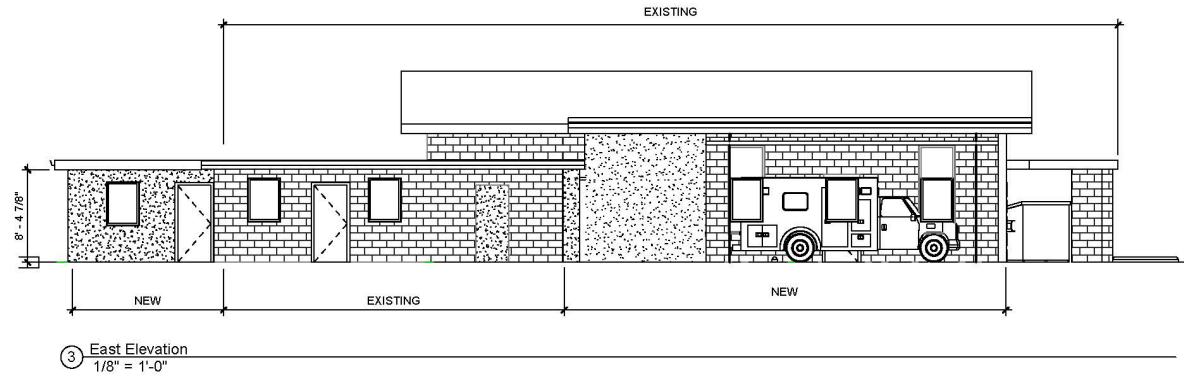 EXISTING
8' - 4 7/8"
NEW
EXISTING
NEW
3
East Elevation
1/8" = 1'-0"